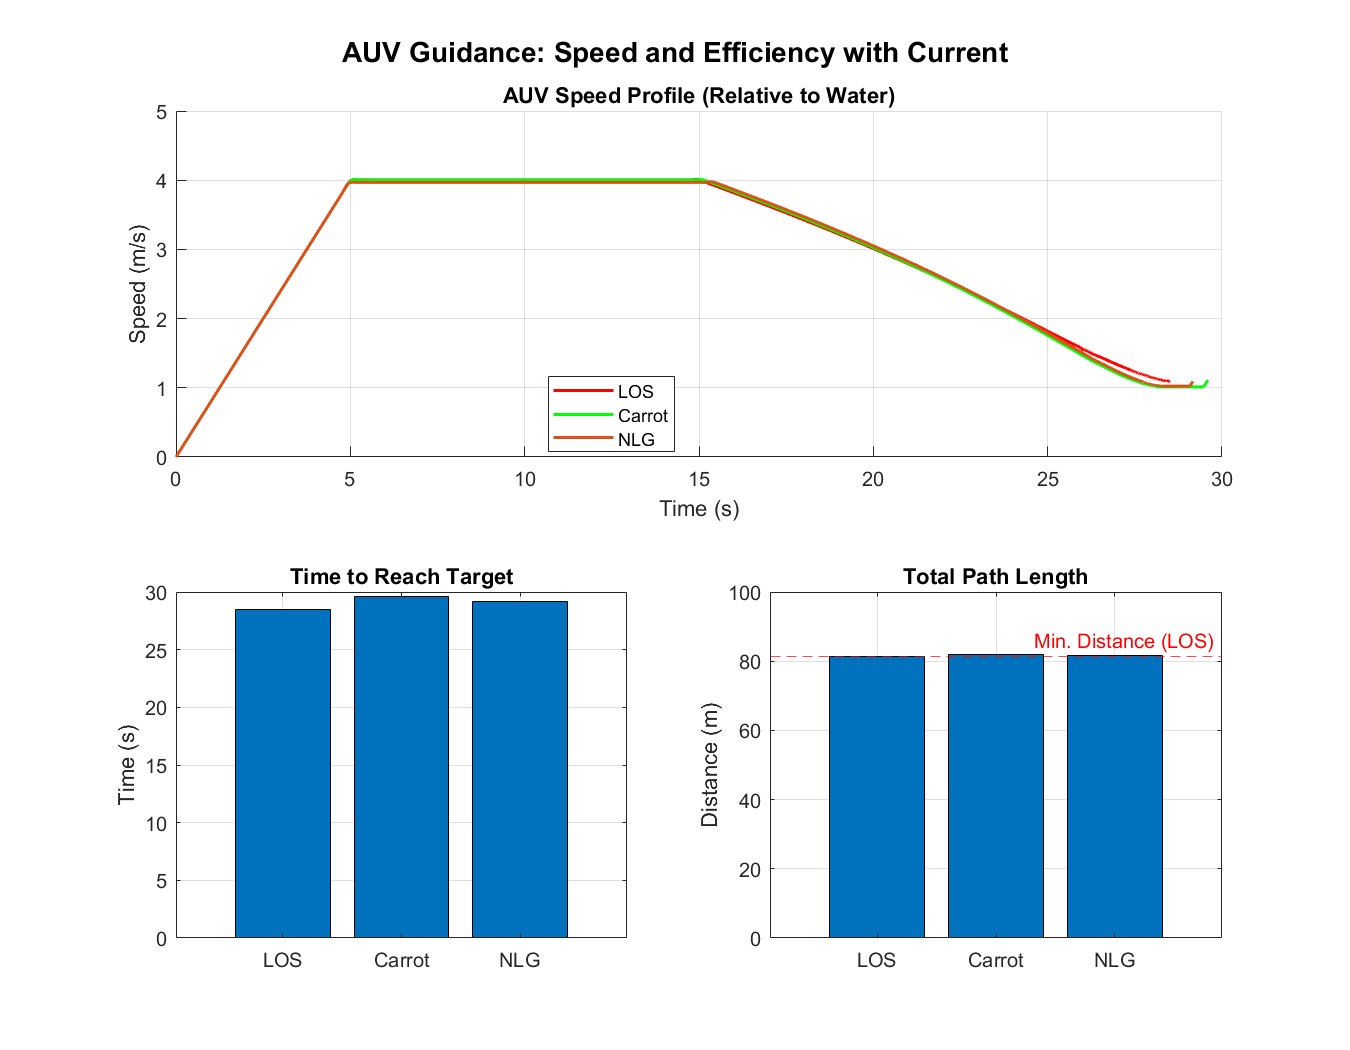 AUV Guidance: Speed and Efficiency with Current
AUV Speed Profile (Relative to Water)
5
4
3
2
1
0
Speed (m/s)
LOS
Carrot
NLG
0 5 10 15 20 25 30
Time (s)
Time to Reach Target
30
25
20
15
10
5
0
Time (s)
LOS Carrot NLG
Total Path Length
100
80
60
40
20
0
Distance (m)
Min. Distance (LOS)
LOS Carrot NLG